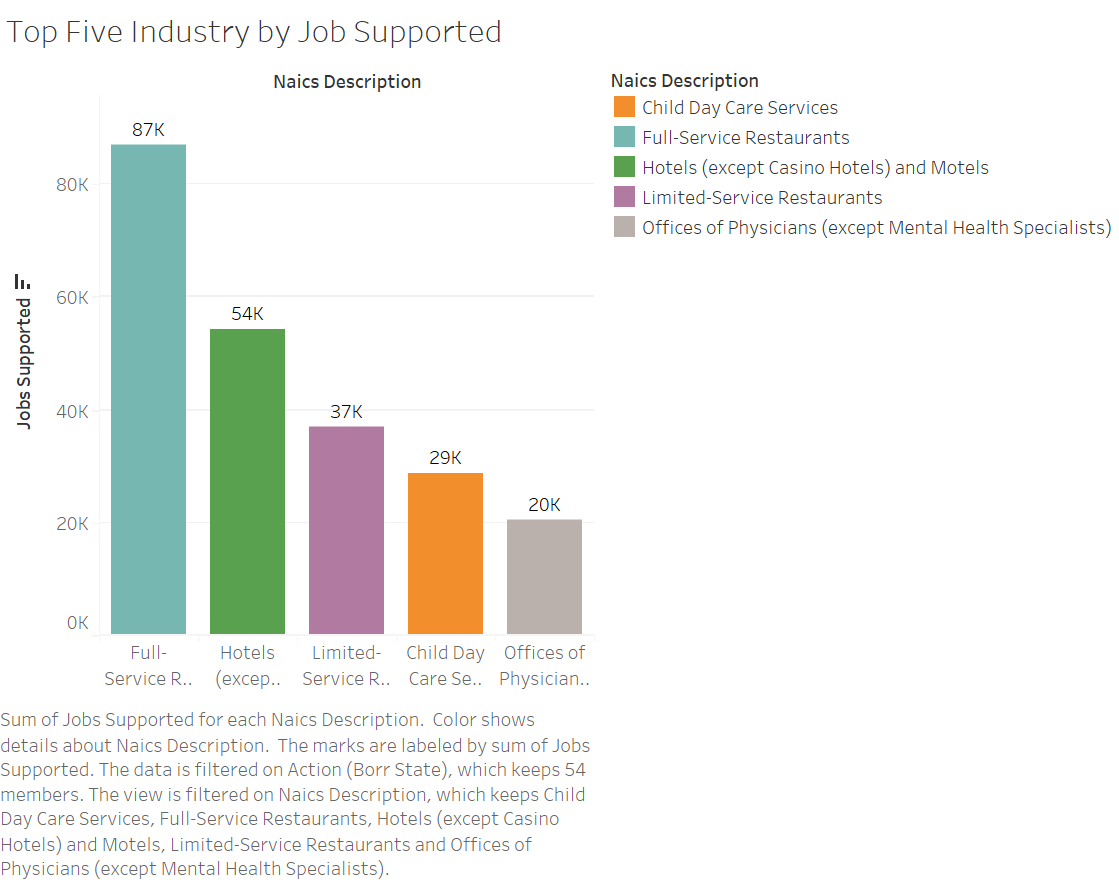 Top Five Industry by Job Supported
Naics Description
87K
54K
37K
29K
20K
80K
60K
40K
20K
0K
Jobs Supported
Full-
Service R..
Hotels
(excep..
Limited-
Service R..
Child Day
Care Se..
Offices of
Physician..
Naics Description
Child Day Care Services
Full-Service Restaurants
Hotels (except Casino Hotels) and Motels
Limited-Service Restaurants
Offices of Physicians (except Mental Health Specialists)
Sum of Jobs Supported for each Naics Description.  Color shows
details about Naics Description.  The marks are labeled by sum of Jobs
Supported. The data is filtered on Action (Borr State), which keeps 54
members. The view is filtered on Naics Description, which keeps Child
Day Care Services, Full-Service Restaurants, Hotels (except Casino
Hotels) and Motels, Limited-Service Restaurants and Offices of
Physicians (except Mental Health Specialists).